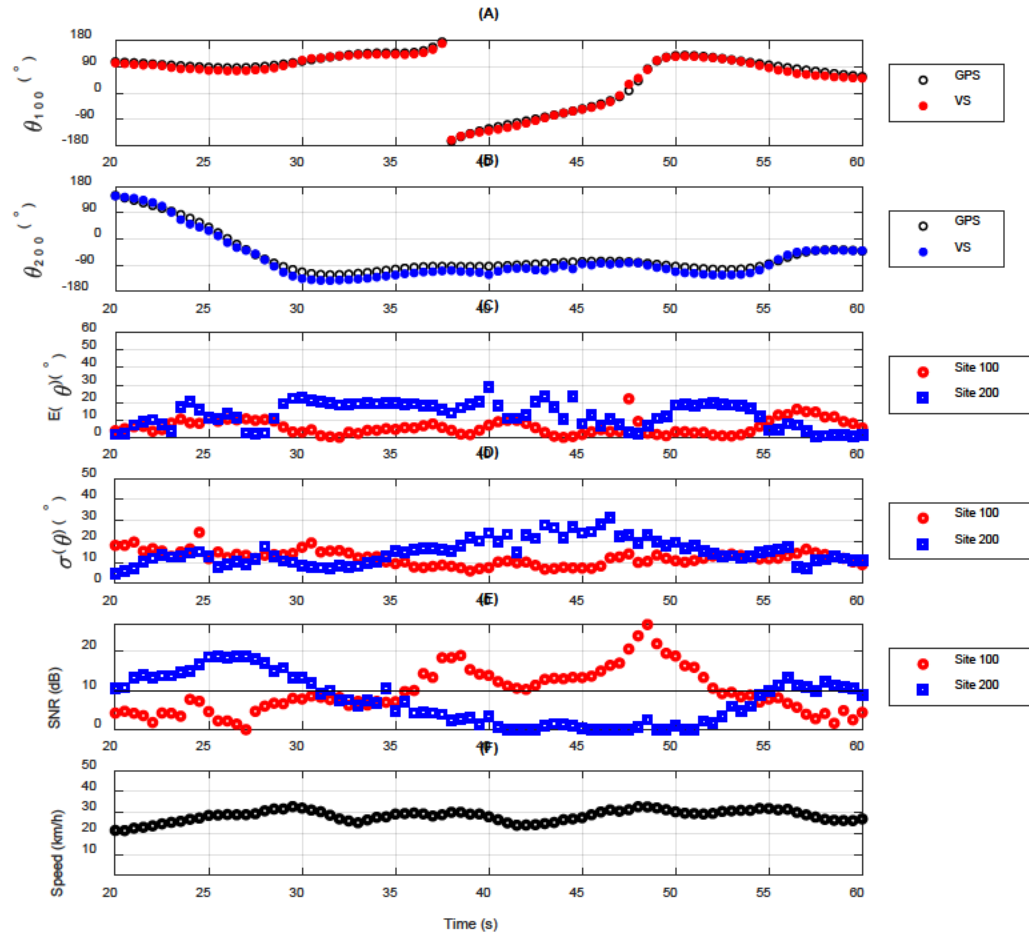 (A)
180
90
0
-90
-180
θ100 (°)
20 25 30 35 40 45 50 55 60
GPS
VS
(B)
180
90
0
-90
-180
θ200 (°)
20 25 30 35 40 45 50 55 60
GPS
VS
(C)
60
50
40
30
20
10
0
E(θ)(°)
20 25 30 35 40 45 50 55 60
Site 100
Site 200
(D)
50
40
30
20
10
0
σ(θ)(°)
20 25 30 35 40 45 50 55 60
Site 100
Site 200
(E)
20
10
0
SNR (dB)
20 25 30 35 40 45 50 55 60
Site 100
Site 200
(F)
50
40
30
20
10
Speed (km/h)
20 25 30 35 40 45 50 55 60
Time (s)